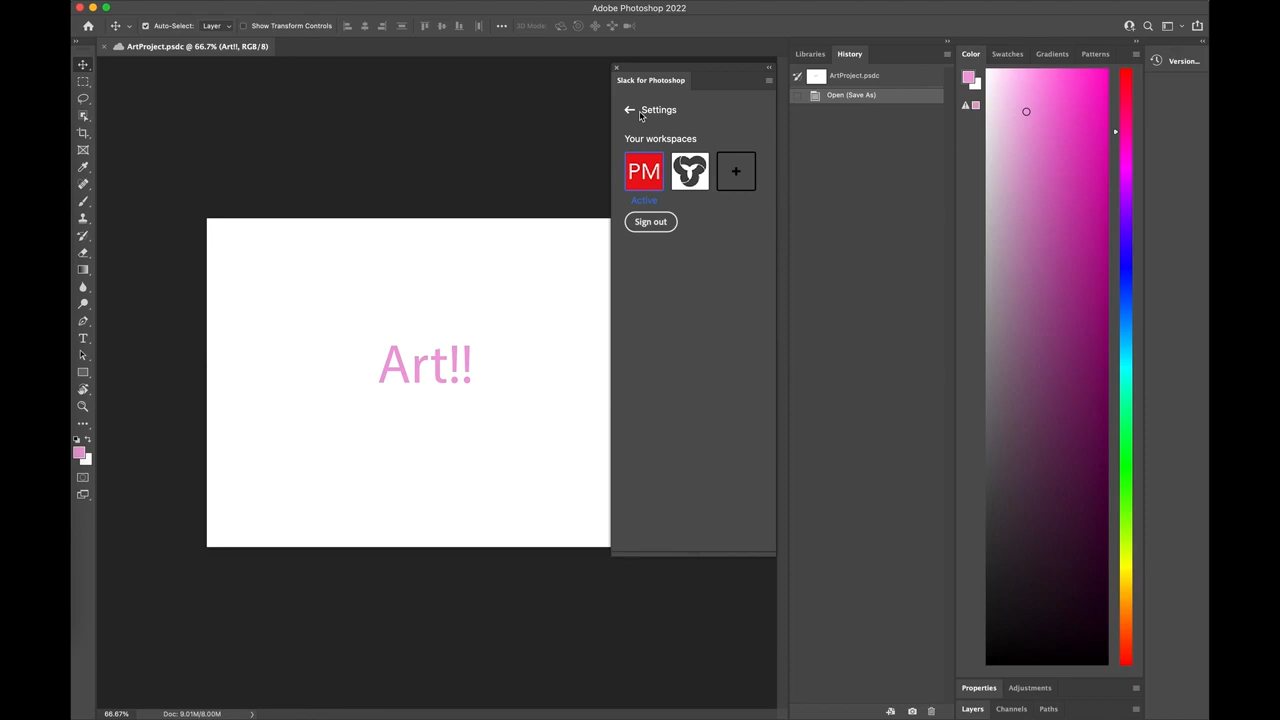 Adobe Photoshop 2022
Auto-Select: Layer Show Transform Controls 3D Mode:
ArtProject.psdc @ 66.7% (Art!!, RGB/8)
Slack for Photoshop
Settings
Your workspaces
PM
+
Active
Sign out
Art!!
Libraries History
ArtProject.psdc
Open (Save As)
Color Swatches Gradients Patterns
Version...
Properties Adjustments
Layers Channels Paths
66.67% Doc: 9.01M/8.00M